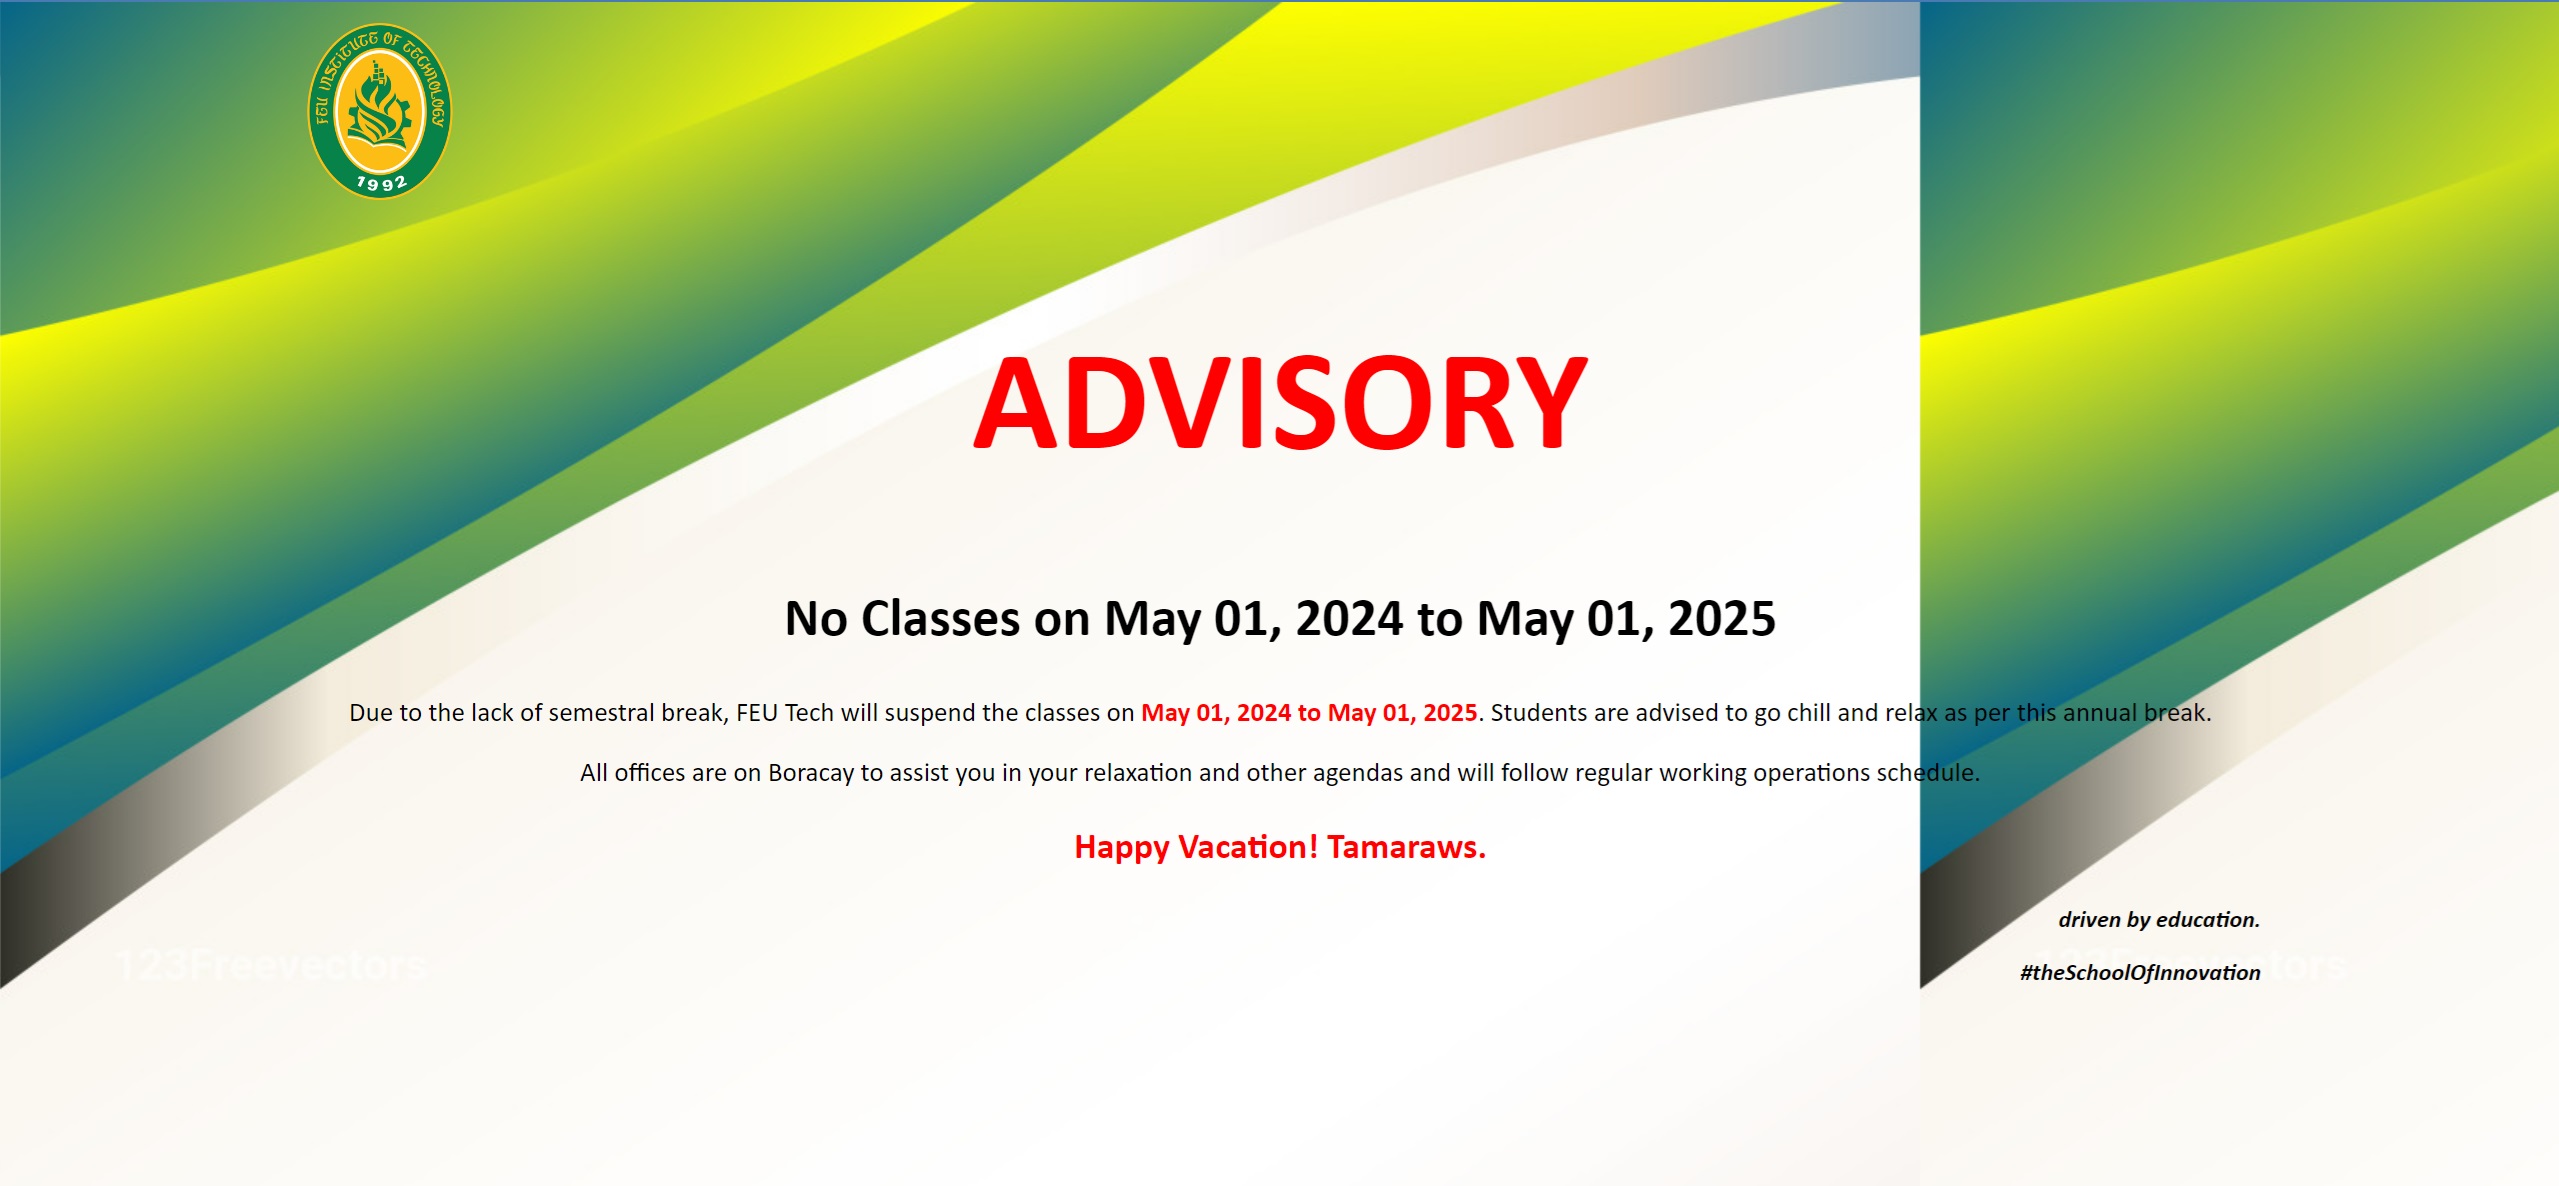 FEU INSTITUTE OF TECHNOLOGY
1992
ADVISORY
No Classes on May 01, 2024 to May 01, 2025
Due to the lack of semestral break, FEU Tech will suspend the classes on May 01, 2024 to May 01, 2025. Students are advised to go chill and relax as per this annual break.
All offices are on Boracay to assist you in your relaxation and other agendas and will follow regular working operations schedule.
Happy Vacation! Tamaraws.
driven by education.
123Freevectors
#theSchoolOfInnovation
123Freevectors